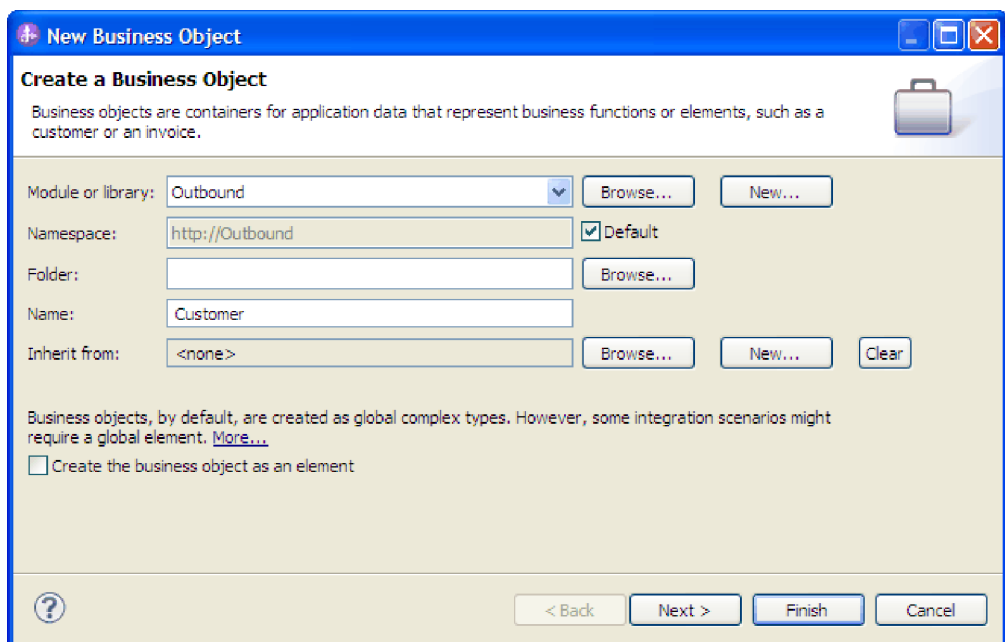 New Business Object
Create a Business Object
Business objects are containers for application data that represent business functions or elements, such as a
customer or an invoice.
Module or library: Outbound Browse... New...
Namespace: http://Outbound Default
Folder: Browse...
Name: Customer
Inherit from: <none> Browse... New... Clear
Business objects, by default, are created as global complex types. However, some integration scenarios might
require a global element. More...
Create the business object as an element
? < Back Next > Finish Cancel